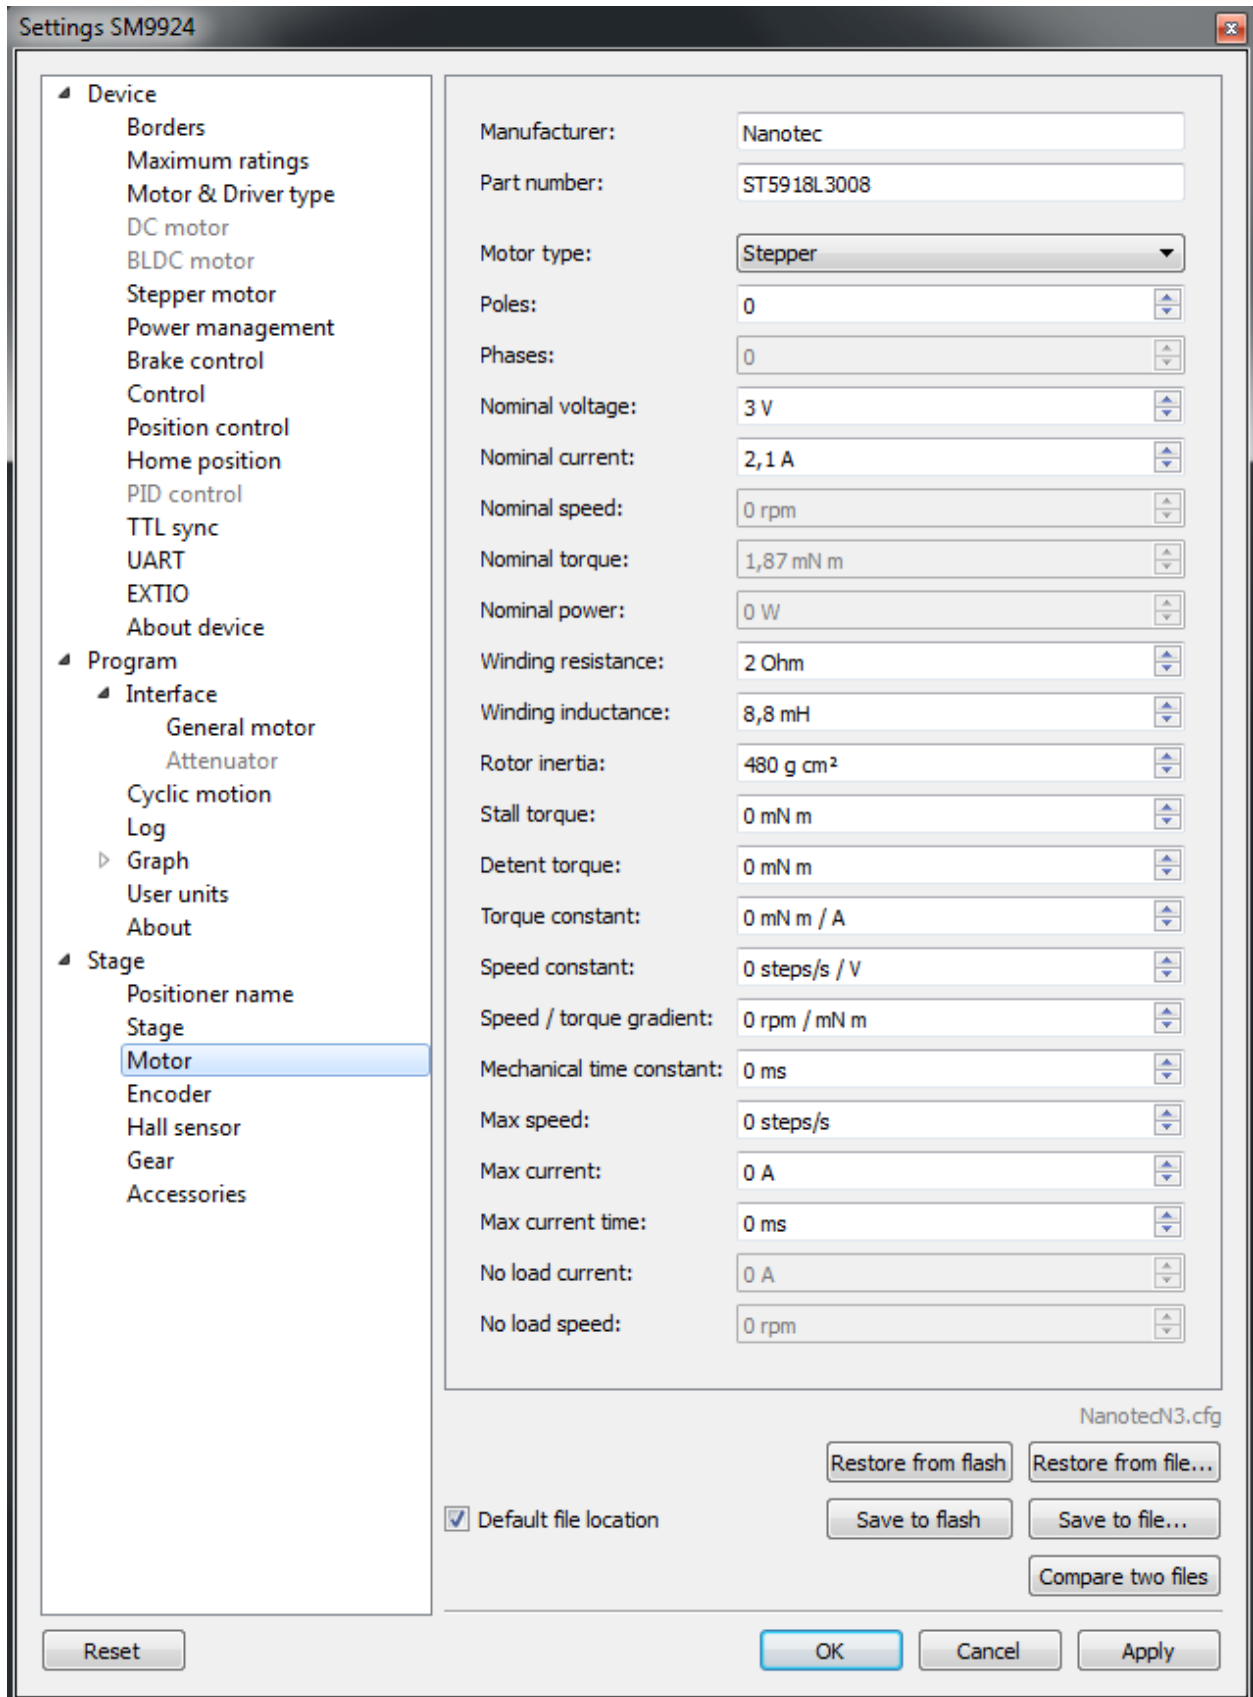 Settings SM9924
Device
Borders
Maximum ratings
Motor & Driver type
DC motor
BLDC motor
Stepper motor
Power management
Brake control
Control
Position control
Home position
PID control
TTL sync
UART
EXTIO
About device
Program
Interface
General motor
Attenuator
Cyclic motion
Log
Graph
User units
About
Stage
Positioner name
Stage
Motor
Encoder
Hall sensor
Gear
Accessories
Manufacturer: Nanotec
Part number: ST5918L3008
Motor type: Stepper
Poles: 0
Phases: 0
Nominal voltage: 3 V
Nominal current: 2,1 A
Nominal speed: 0 rpm
Nominal torque: 1,87 mN m
Nominal power: 0 W
Winding resistance: 2 Ohm
Winding inductance: 8,8 mH
Rotor inertia: 480 g cm²
Stall torque: 0 mN m
Detent torque: 0 mN m
Torque constant: 0 mN m / A
Speed constant: 0 steps/s / V
Speed / torque gradient: 0 rpm / mN m
Mechanical time constant: 0 ms
Max speed: 0 steps/s
Max current: 0 A
Max current time: 0 ms
No load current: 0 A
No load speed: 0 rpm
NanotecN3.cfg
Restore from flash Restore from file...
Default file location Save to flash Save to file...
Compare two files
Reset OK Cancel Apply